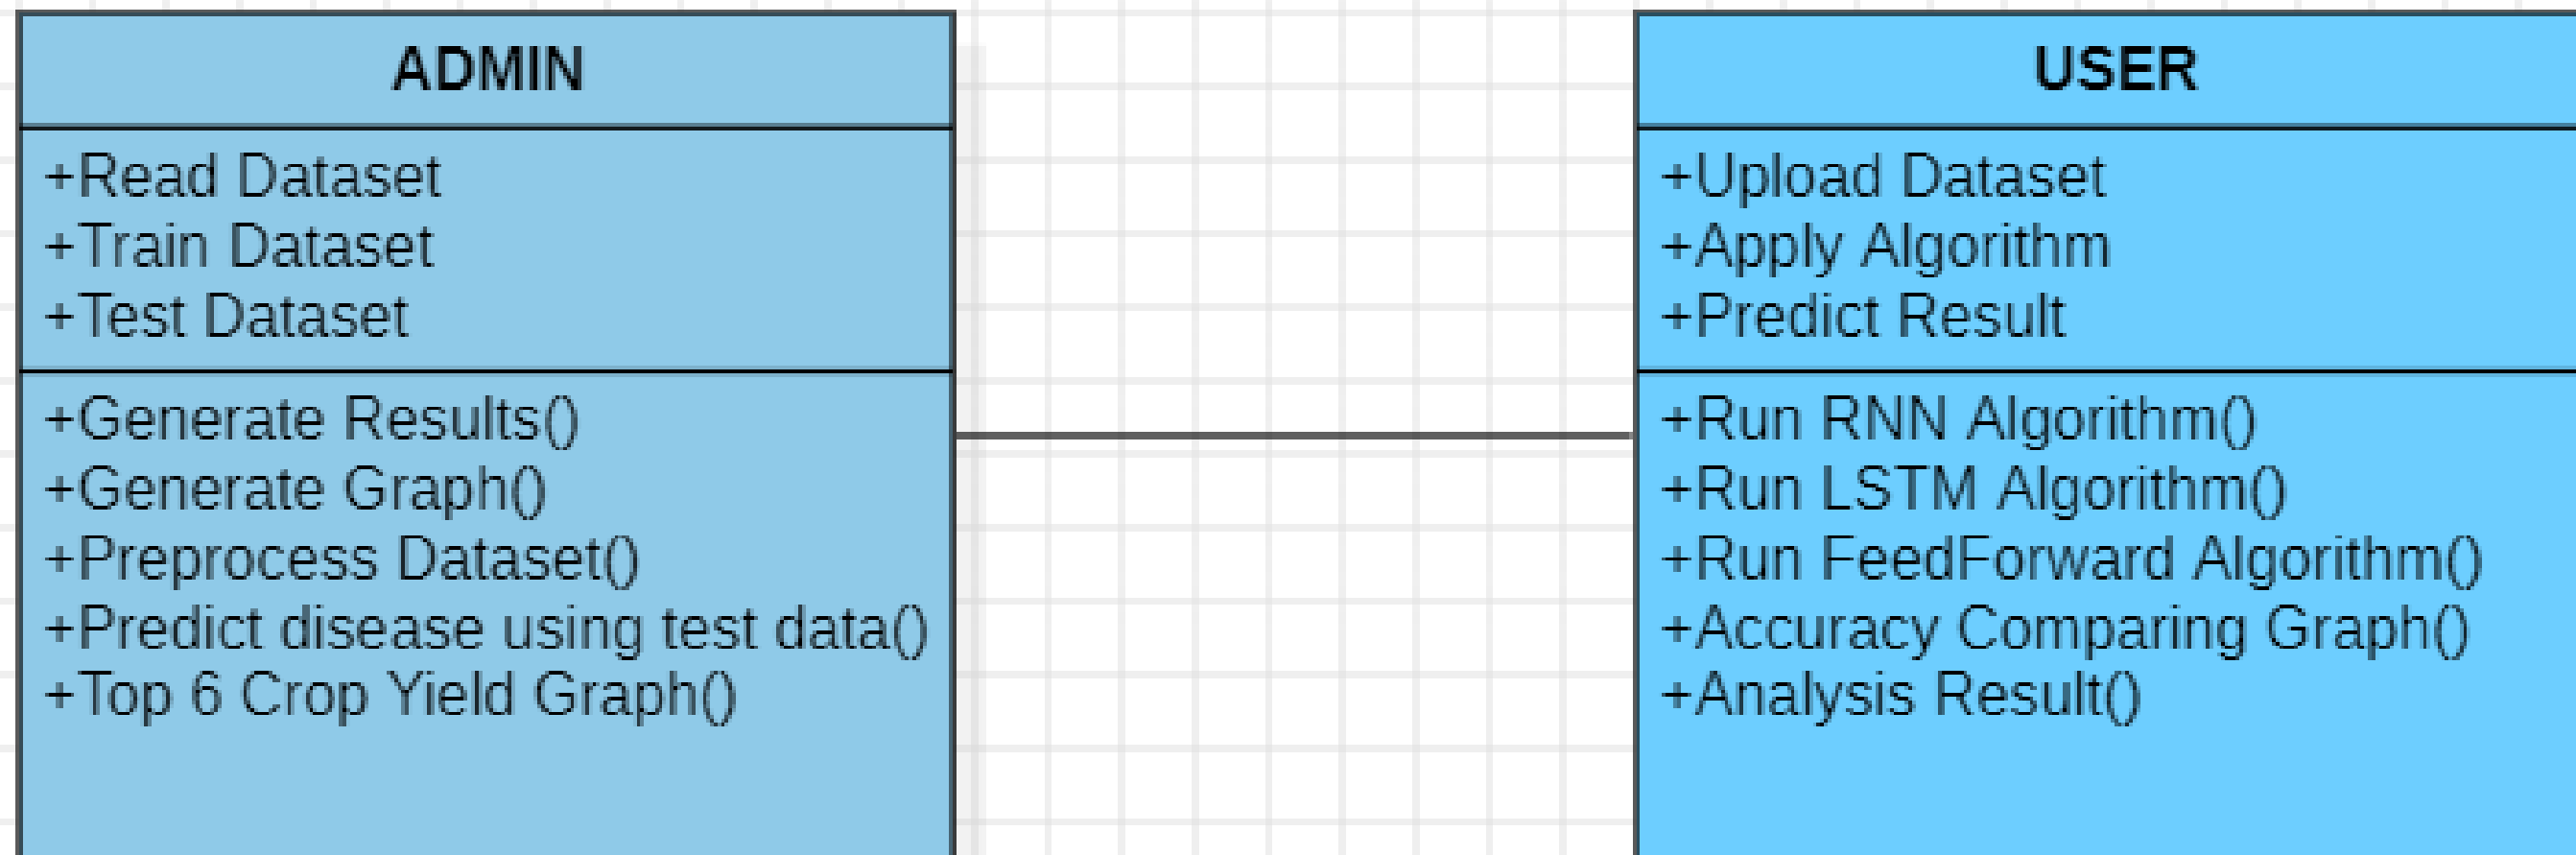 ADMIN
+Read Dataset
+Train Dataset
+Test Dataset
+Generate Results()
+Generate Graph()
+Preprocess Dataset()
+Predict disease using test data()
+Top 6 Crop Yield Graph()
USER
+Upload Dataset
+Apply Algorithm
+Predict Result
+Run RNN Algorithm()
+Run LSTM Algorithm()
+Run FeedForward Algorithm()
+Accuracy Comparing Graph()
+Analysis Result()